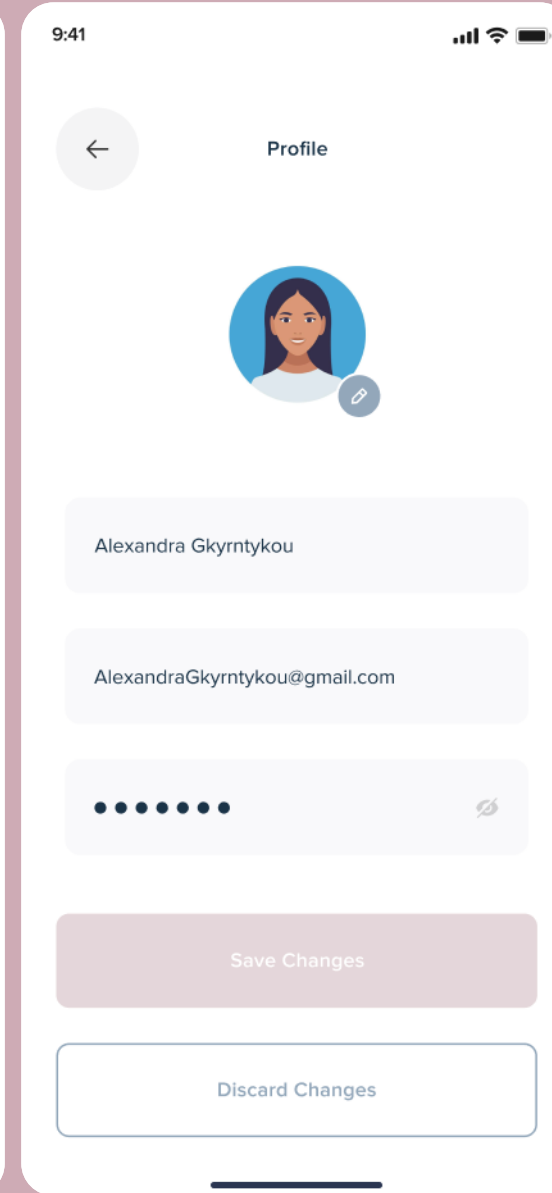 9:41
Profile
Alexandra Gkyrntykou
AlexandraGkyrntykou@gmail.com
●●●●●●●
Save Changes
Discard Changes